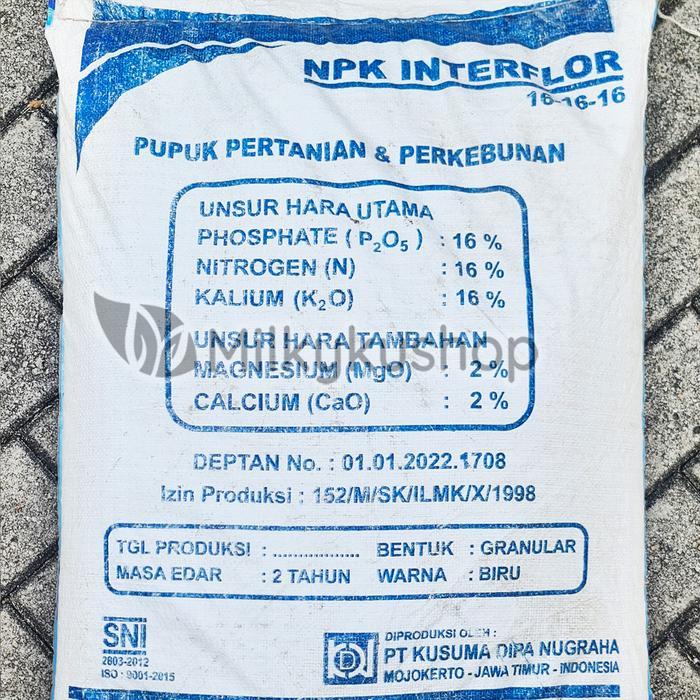 NPK INTERFLOR
16-16-16
PUPUK PERTANIAN & PERKEBUNAN
UNSUR HARA UTAMA
PHOSPHATE ( P₂O₅ ) : 16 %
NITROGEN (N) : 16 %
KALIUM (K₂O) : 16 %
UNSUR HARA TAMBAHAN
Milkykushop
MAGNESIUM (MgO) : 2 %
CALCIUM (CaO) : 2 %
DEPTAN No. : 01.01.2022.1708
Izin Produksi : 152/M/SK/ILMK/X/1998
TGL PRODUKSI : ................. BENTUK : GRANULAR
MASA EDAR : 2 TAHUN WARNA : BIRU
SNI
2803-2012
ISO : 9001-2015
DIPRODUKSI OLEH :
PT KUSUMA DIPA NUGRAHA
MOJOKERTO - JAWA TIMUR - INDONESIA